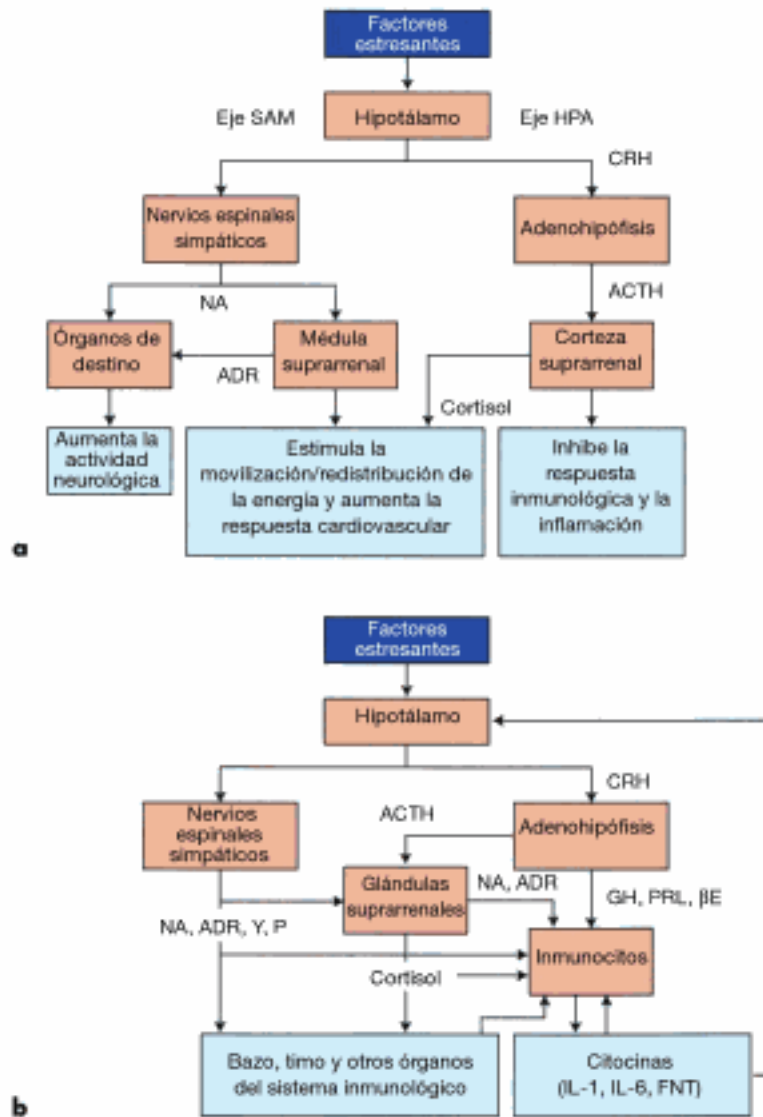 Factores
estresantes
Eje SAM
Hipotálamo
Eje HPA
CRH
Nervios espinales
simpáticos
Adenohipófisis
NA
ACTH
Órganos de
destino
Médula
suprarrenal
Corteza
suprarrenal
ADR
Cortisol
Aumenta la
actividad
neurológica
Estimula la
movilización/redistribución de
la energía y aumenta la
respuesta cardiovascular
Inhibe la
respuesta
inmunológica y la
inflamación
a
Factores
estresantes
Hipotálamo
CRH
Nervios
espinales
simpáticos
ACTH
Adenohipófisis
Glándulas
suprarrenales
NA, ADR
GH, PRL, βE
NA, ADR, Y, P
Inmunocitos
Cortisol
Bazo, timo y otros órganos
del sistema inmunológico
Citocinas
(IL-1, IL-6, FNT)
b